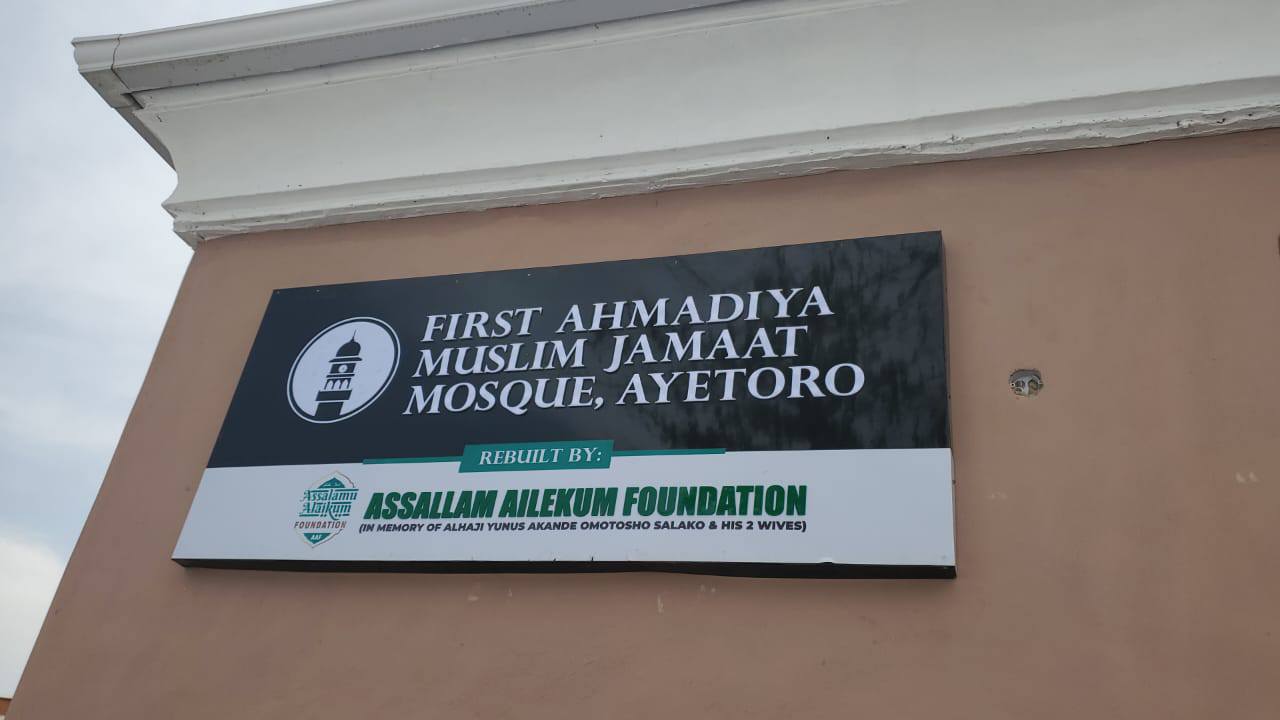 FIRST AHMADIYA
MUSLIM JAMAAT
MOSQUE, AYETORO
REBUILT BY:
Assalamu
Alaikum
FOUNDATION
AAF
ASSALLAM AILEKUM FOUNDATION
(IN MEMORY OF ALHAJI YUNUS AKANDE OMOTOSHO SALAKO & HIS 2 WIVES)